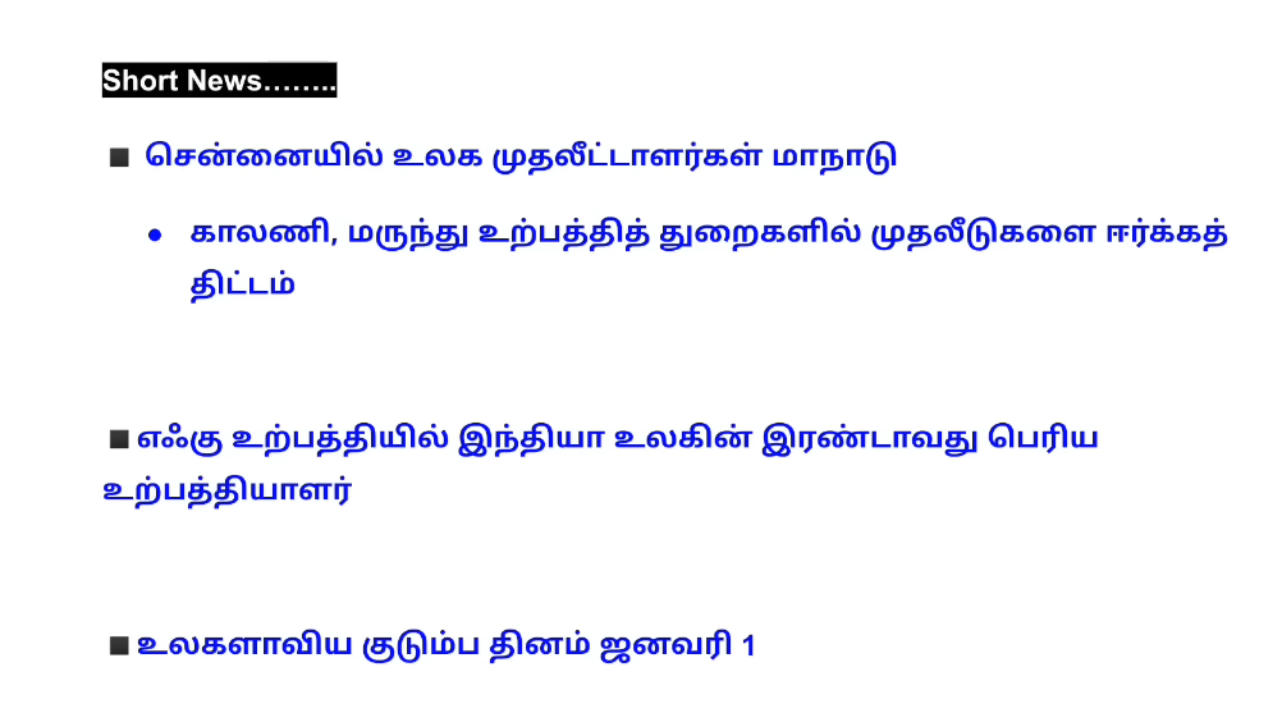 Short News……..
◾ சென்னையில் உலக முதலீட்டாளர்கள் மாநாடு
● காலணி, மருந்து உற்பத்தித் துறைகளில் முதலீடுகளை ஈர்க்கத்
திட்டம்
◾எஃகு உற்பத்தியில் இந்தியா உலகின் இரண்டாவது பெரிய
உற்பத்தியாளர்
◾உலகளாவிய குடும்ப தினம் ஜனவரி 1